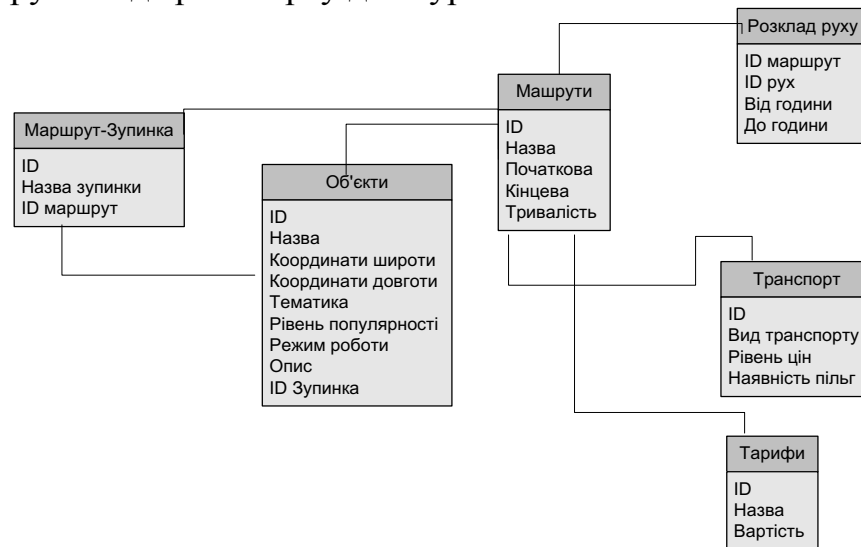 Розклад руху
ID маршрут
ID рух
Від години
До години
Машрути
ID
Назва
Початкова
Кінцева
Тривалість
Маршрут-Зупинка
ID
Назва зупинки
ID маршрут
Об'єкти
ID
Назва
Координати широти
Координати довготи
Тематика
Рівень популярності
Режим роботи
Опис
ID Зупинка
Транспорт
ID
Вид транспорту
Рівень цін
Наявність пільг
Тарифи
ID
Назва
Вартість